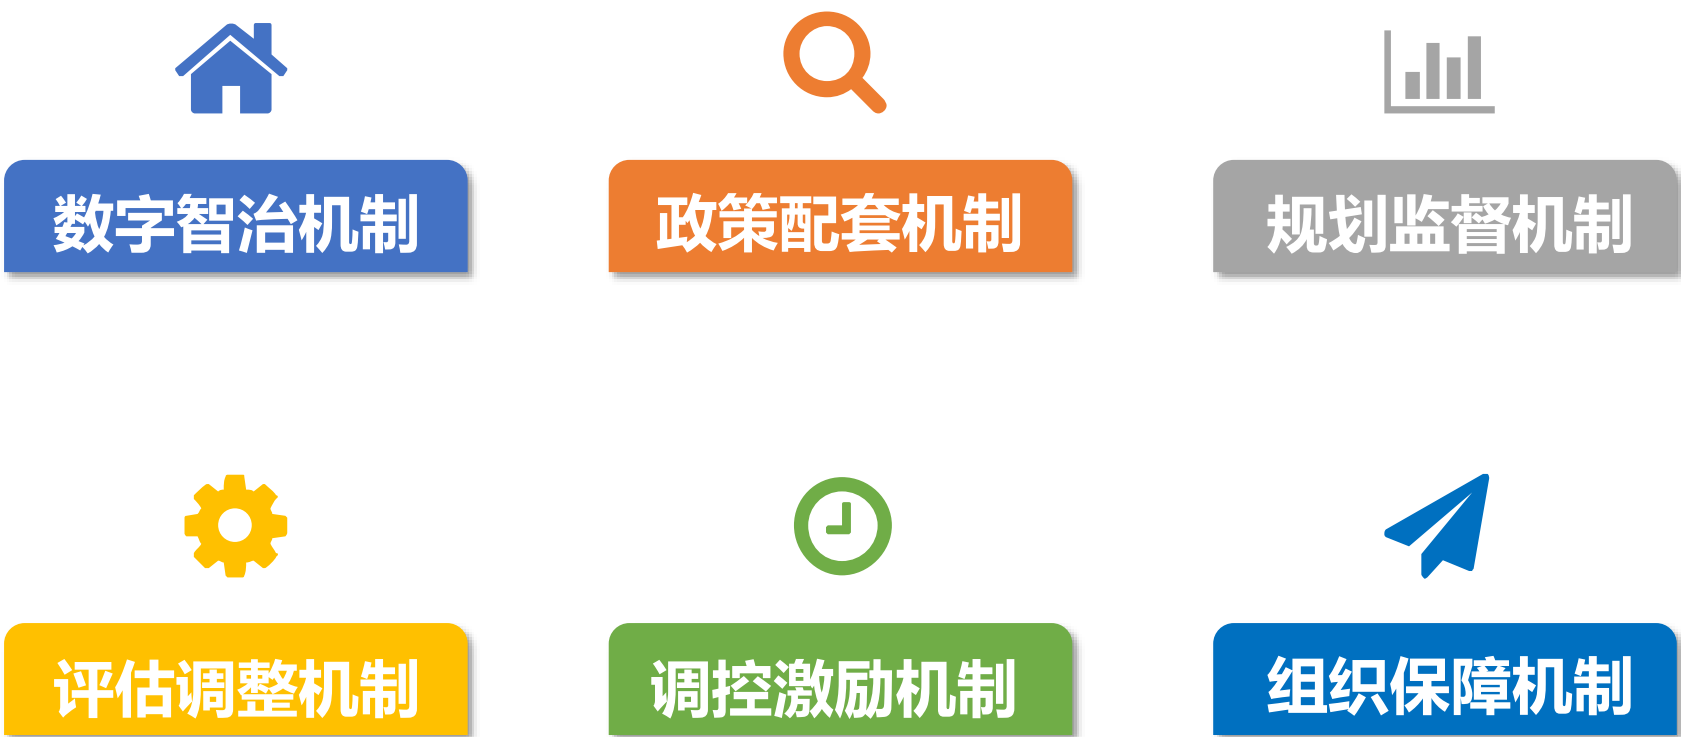 数字智治机制
政策配套机制
规划监督机制
评估调整机制
调控激励机制
组织保障机制